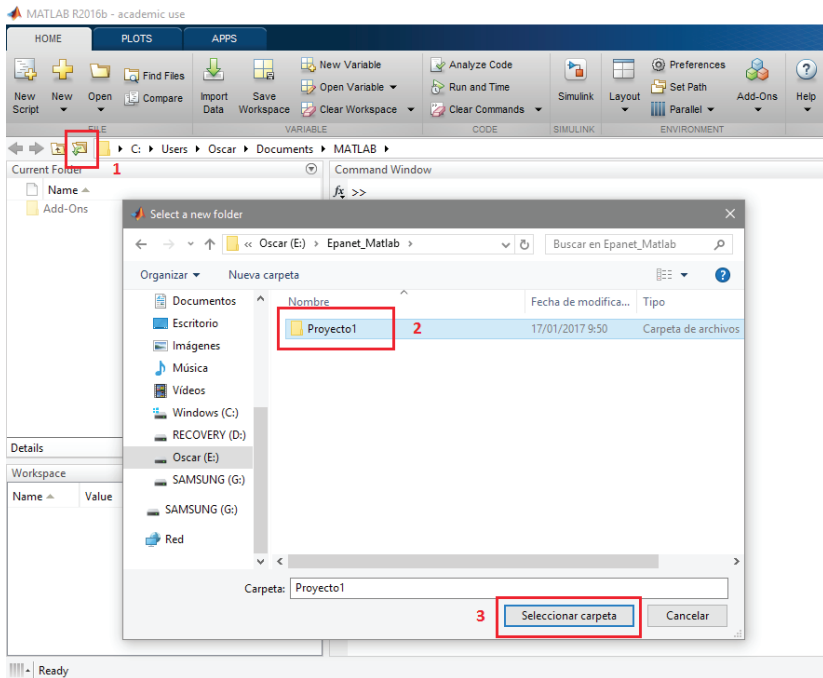 MATLAB R2016b - academic use
HOME PLOTS APPS
New Script
New
Open
Find Files
Compare
Import Data
Save Workspace
New Variable
Open Variable
Clear Workspace
Analyze Code
Run and Time
Clear Commands
Simulink
Layout
Preferences
Set Path
Parallel
Add-Ons
Help
FILE VARIABLE CODE SIMULINK ENVIRONMENT
C: Users Oscar Documents MATLAB
1
Current Folder
Command Window
Name
fx >>
Add-Ons
Select a new folder
« Oscar (E:) › Epanet_Matlab ›
Buscar en Epanet_Matlab
Organizar
Nueva carpeta
Documentos
Escritorio
Imágenes
Música
Vídeos
Windows (C:)
RECOVERY (D:)
Oscar (E:)
SAMSUNG (G:)
SAMSUNG (G:)
Red
Nombre Fecha de modifica... Tipo
Proyecto1 2 17/01/2017 9:50 Carpeta de archivos
Details
Workspace
Name Value
Carpeta: Proyecto1
3 Seleccionar carpeta Cancelar
Ready